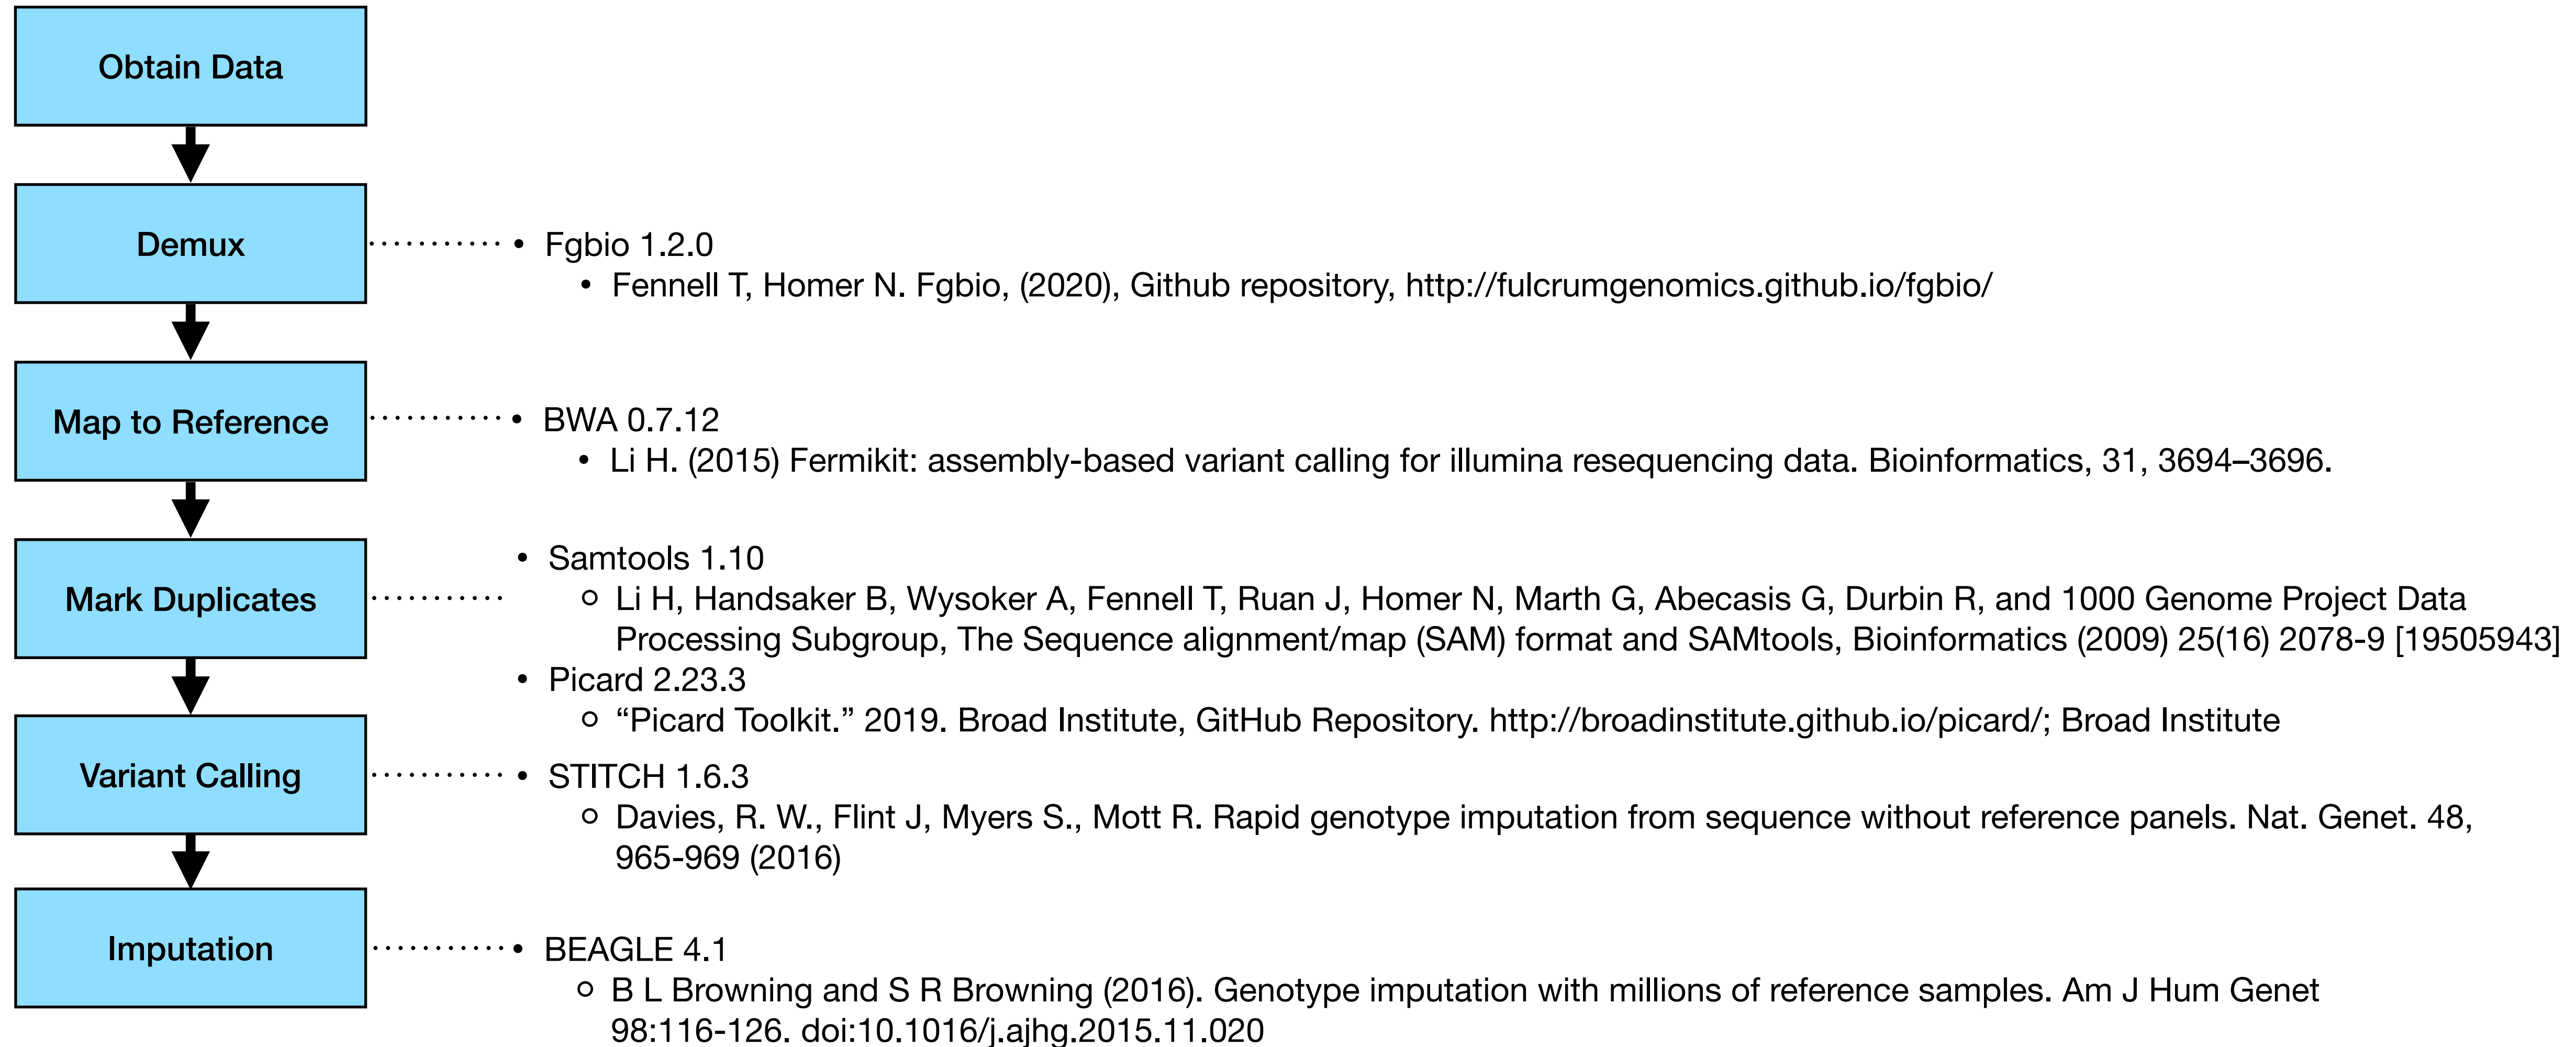 Obtain Data
Demux
• Fgbio 1.2.0
• Fennell T, Homer N. Fgbio, (2020), Github repository, http://fulcrumgenomics.github.io/fgbio/
Map to Reference
• BWA 0.7.12
• Li H. (2015) Fermikit: assembly-based variant calling for illumina resequencing data. Bioinformatics, 31, 3694–3696.
Mark Duplicates
• Samtools 1.10
○ Li H, Handsaker B, Wysoker A, Fennell T, Ruan J, Homer N, Marth G, Abecasis G, Durbin R, and 1000 Genome Project Data
Processing Subgroup, The Sequence alignment/map (SAM) format and SAMtools, Bioinformatics (2009) 25(16) 2078-9 [19505943]
• Picard 2.23.3
○ “Picard Toolkit.” 2019. Broad Institute, GitHub Repository. http://broadinstitute.github.io/picard/; Broad Institute
Variant Calling
• STITCH 1.6.3
○ Davies, R. W., Flint J, Myers S., Mott R. Rapid genotype imputation from sequence without reference panels. Nat. Genet. 48,
965-969 (2016)
Imputation
• BEAGLE 4.1
○ B L Browning and S R Browning (2016). Genotype imputation with millions of reference samples. Am J Hum Genet
98:116-126. doi:10.1016/j.ajhg.2015.11.020